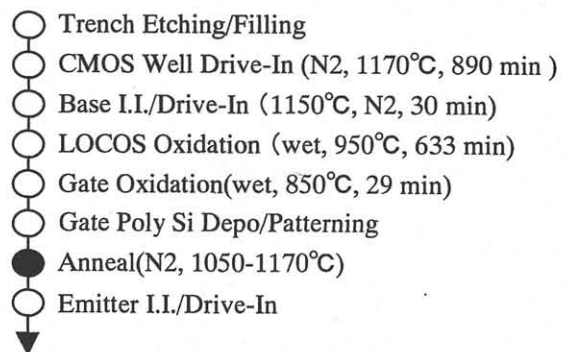 Trench Etching/Filling
CMOS Well Drive-In (N2, 1170℃, 890 min )
Base I.I./Drive-In（1150℃, N2, 30 min)
LOCOS Oxidation（wet, 950℃, 633 min)
Gate Oxidation(wet, 850℃, 29 min)
Gate Poly Si Depo/Patterning
Anneal(N2, 1050-1170℃)
Emitter I.I./Drive-In